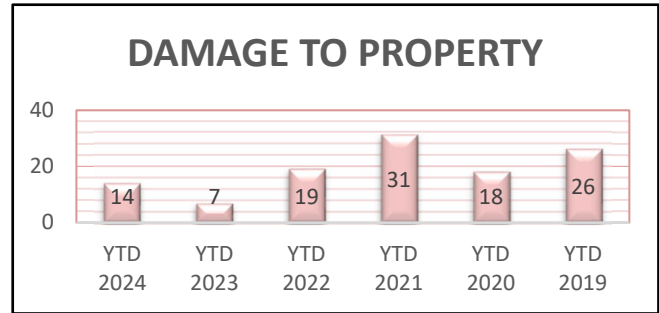 DAMAGE TO PROPERTY
40
20
0
14 7 19 31 18 26
YTD YTD YTD YTD YTD YTD
2024 2023 2022 2021 2020 2019